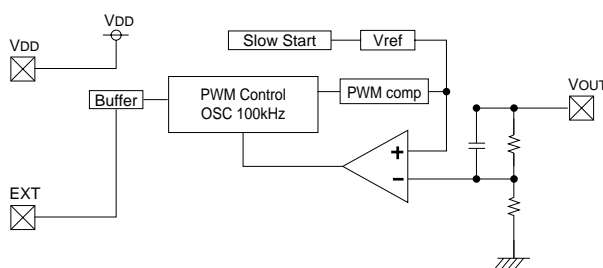 VDD
VDD
Slow Start
Vref
VOUT
Buffer
PWM Control
OSC 100kHz
PWM comp
+
−
EXT